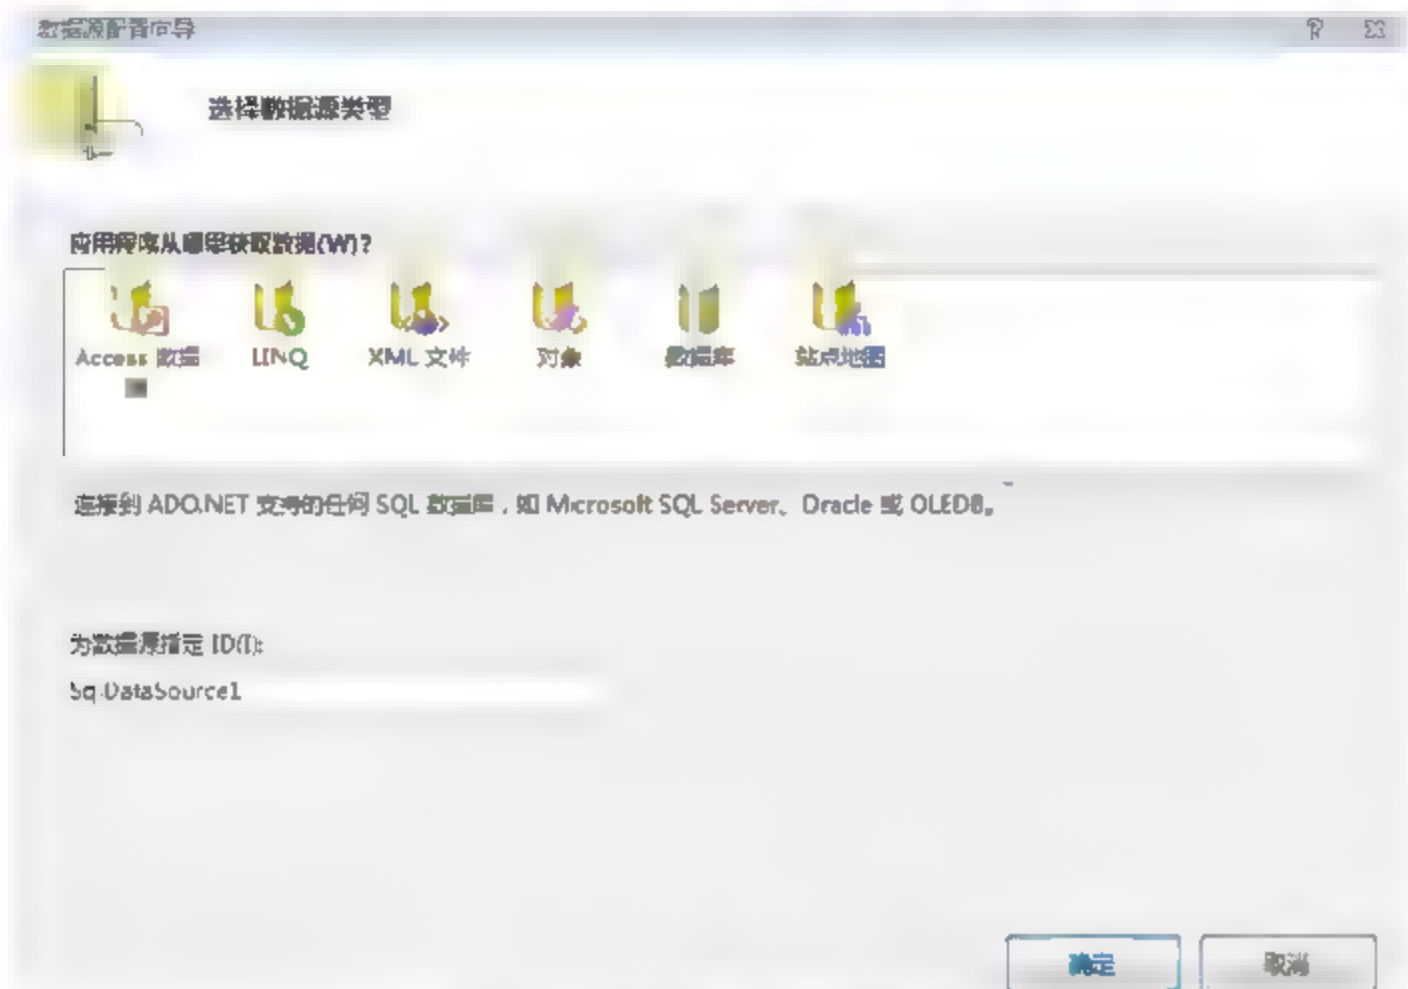 数据源配置向导
选择数据源类型
应用程序从哪里获取数据(W)?
Access 数据 LINQ XML 文件 对象 数据库 站点地图
连接到 ADO.NET 支持的任何 SQL 数据库，如 Microsoft SQL Server、Oracle 或 OLEDB。
为数据源指定 ID(I):
SqlDataSource1
确定 取消